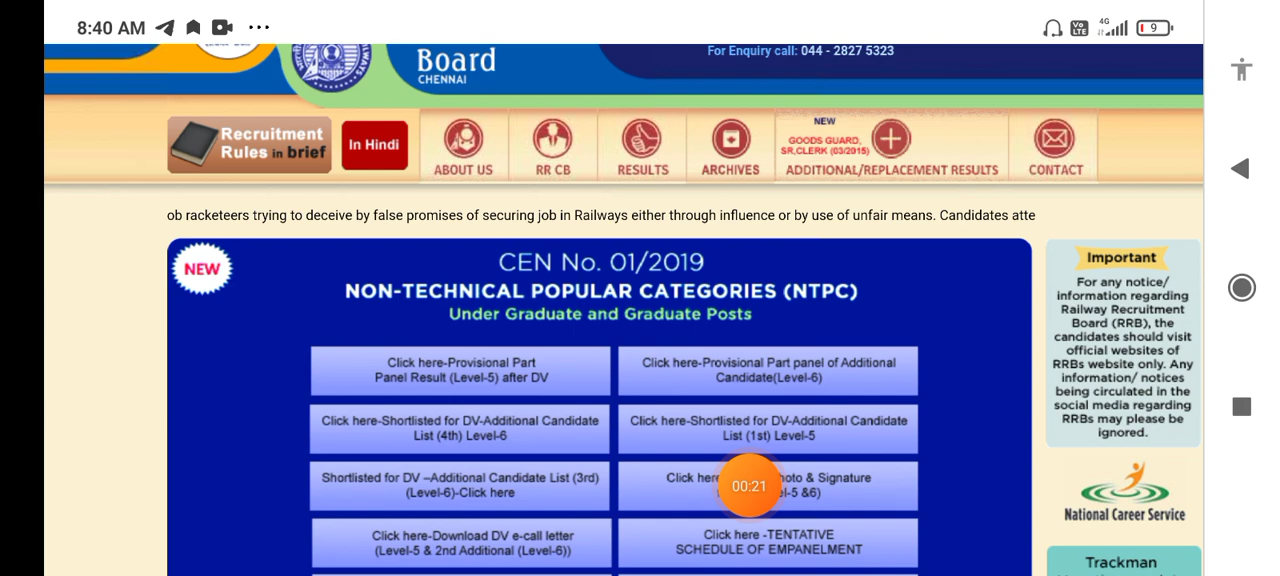 8:40 AM
4G
9
For Enquiry call: 044 - 2827 5323
Board
CHENNAI
Recruitment
Rules in brief
In Hindi
ABOUT US
RR CB
RESULTS
ARCHIVES
NEW
GOODS GUARD,
SR,CLERK (03/2015)
ADDITIONAL/REPLACEMENT RESULTS
CONTACT
ob racketeers trying to deceive by false promises of securing job in Railways either through influence or by use of unfair means. Candidates atte
NEW
CEN No. 01/2019
NON-TECHNICAL POPULAR CATEGORIES (NTPC)
Under Graduate and Graduate Posts
Click here-Provisional Part
Panel Result (Level-5) after DV
Click here-Provisional Part panel of Additional
Candidate(Level-6)
Click here-Shortlisted for DV-Additional Candidate
List (4th) Level-6
Click here-Shortlisted for DV-Additional Candidate
List (1st) Level-5
Shortlisted for DV –Additional Candidate List (3rd)
(Level-6)-Click here
Click here & Signature
&6)
00:21
Click here-Download DV e-call letter
(Level-5 & 2nd Additional (Level-6))
Click here -TENTATIVE
SCHEDULE OF EMPANELMENT
Important
For any notice/
information regarding
Railway Recruitment
Board (RRB), the
candidates should visit
official websites of
RRBs website only. Any
information/ notices
being circulated in the
social media regarding
RRBs may please be
ignored.
National Career Service
Trackman